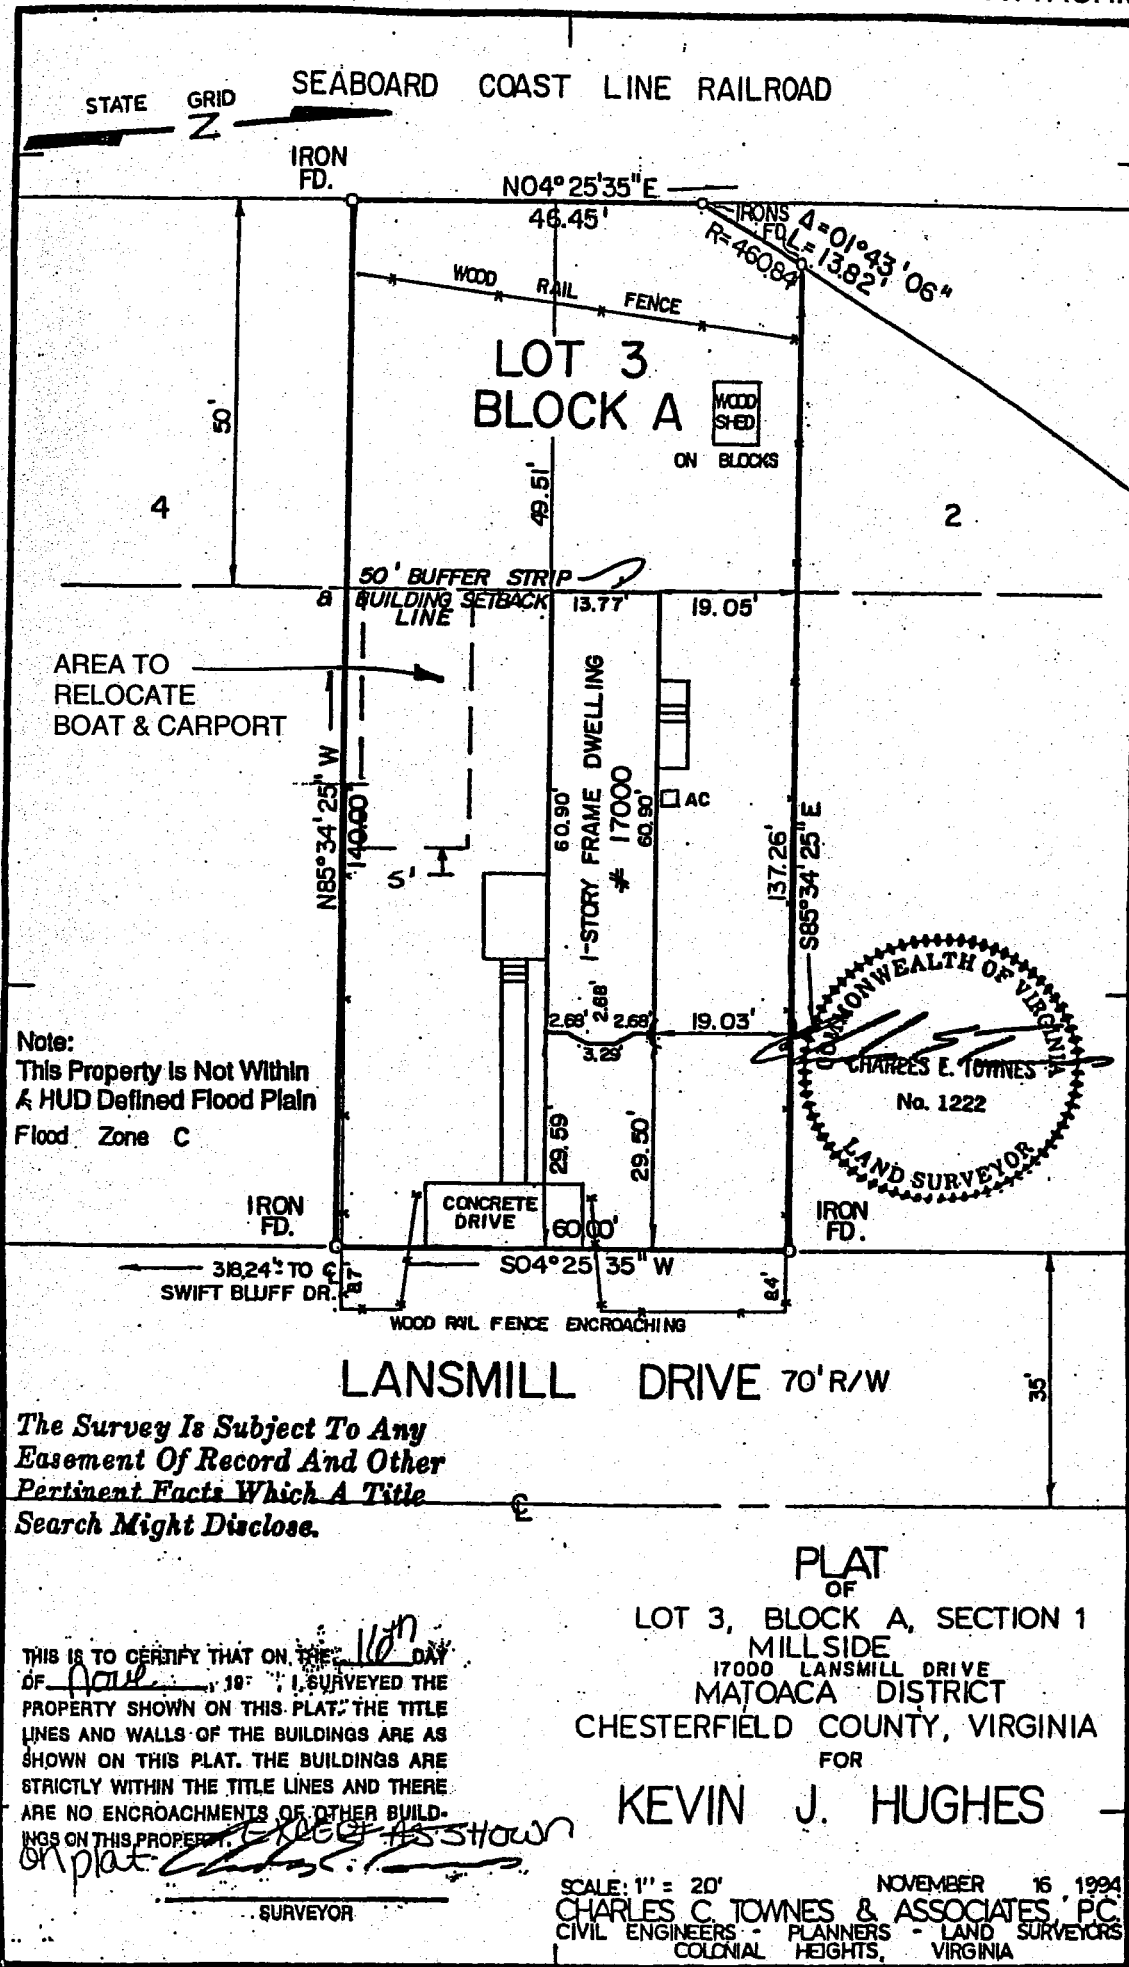 SEABOARD COAST LINE RAILROAD
STATE GRID
Z
IRON
FD.
N04°25'35"E
46.45'
IRONS
FD.
Δ=01°43'06"
L=13.82'
R=460.84'
WOOD RAIL FENCE
LOT 3
BLOCK A
WOOD
SHED
ON BLOCKS
50'
4
2
49.51'
50' BUFFER STRIP
a BUILDING SETBACK
LINE
13.77'
19.05'
AREA TO
RELOCATE
BOAT & CARPORT
N85°34'25" W
140.00'
5'
60.90'
1-STORY FRAME DWELLING
# 17000
60.90'
AC
137.26'
S85°34'25" E
2.68'
2.68'
2.68'
3.29'
19.03'
Note:
This Property Is Not Within
A HUD Defined Flood Plain
Flood Zone C
COMMONWEALTH OF VIRGINIA
CHARLES E. TOWNES
No. 1222
LAND SURVEYOR
29.59'
29.50'
IRON
FD.
CONCRETE
DRIVE
60.00'
IRON
FD.
S04°25'35" W
318.24'± TO ℄
SWIFT BLUFF DR.
8.7'
8.4'
WOOD RAIL FENCE ENCROACHING
LANSMILL DRIVE 70' R/W
35'
The Survey Is Subject To Any
Easement Of Record And Other
Pertinent Facts Which A Title
Search Might Disclose.
℄
PLAT
OF
LOT 3, BLOCK A, SECTION 1
MILLSIDE
17000 LANSMILL DRIVE
MATOACA DISTRICT
CHESTERFIELD COUNTY, VIRGINIA
FOR
KEVIN J. HUGHES
THIS IS TO CERTIFY THAT ON THE 16th DAY
OF Nov., 19 , I SURVEYED THE
PROPERTY SHOWN ON THIS PLAT. THE TITLE
LINES AND WALLS OF THE BUILDINGS ARE AS
SHOWN ON THIS PLAT. THE BUILDINGS ARE
STRICTLY WITHIN THE TITLE LINES AND THERE
ARE NO ENCROACHMENTS OF OTHER BUILD-
INGS ON THIS PROPERTY. EXCEPT AS SHOWN
on plat.
SURVEYOR
SCALE: 1" = 20' NOVEMBER 16, 1994
CHARLES C. TOWNES & ASSOCIATES, P.C.
CIVIL ENGINEERS - PLANNERS - LAND SURVEYORS
COLONIAL HEIGHTS, VIRGINIA